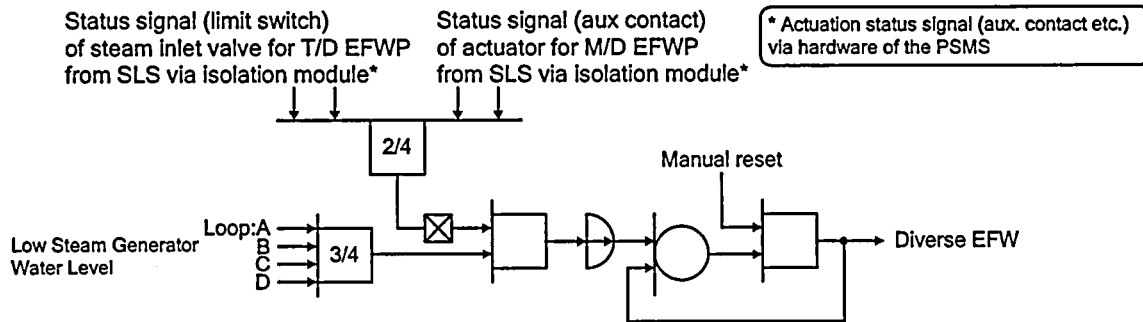 Status signal (limit switch)
of steam inlet valve for T/D EFWP
from SLS via isolation module*
Status signal (aux contact)
of actuator for M/D EFWP
from SLS via isolation module*
* Actuation status signal (aux. contact etc.)
via hardware of the PSMS
2/4
Manual reset
Low Steam Generator
Water Level
Loop:A
B
C
D
3/4
Diverse EFW